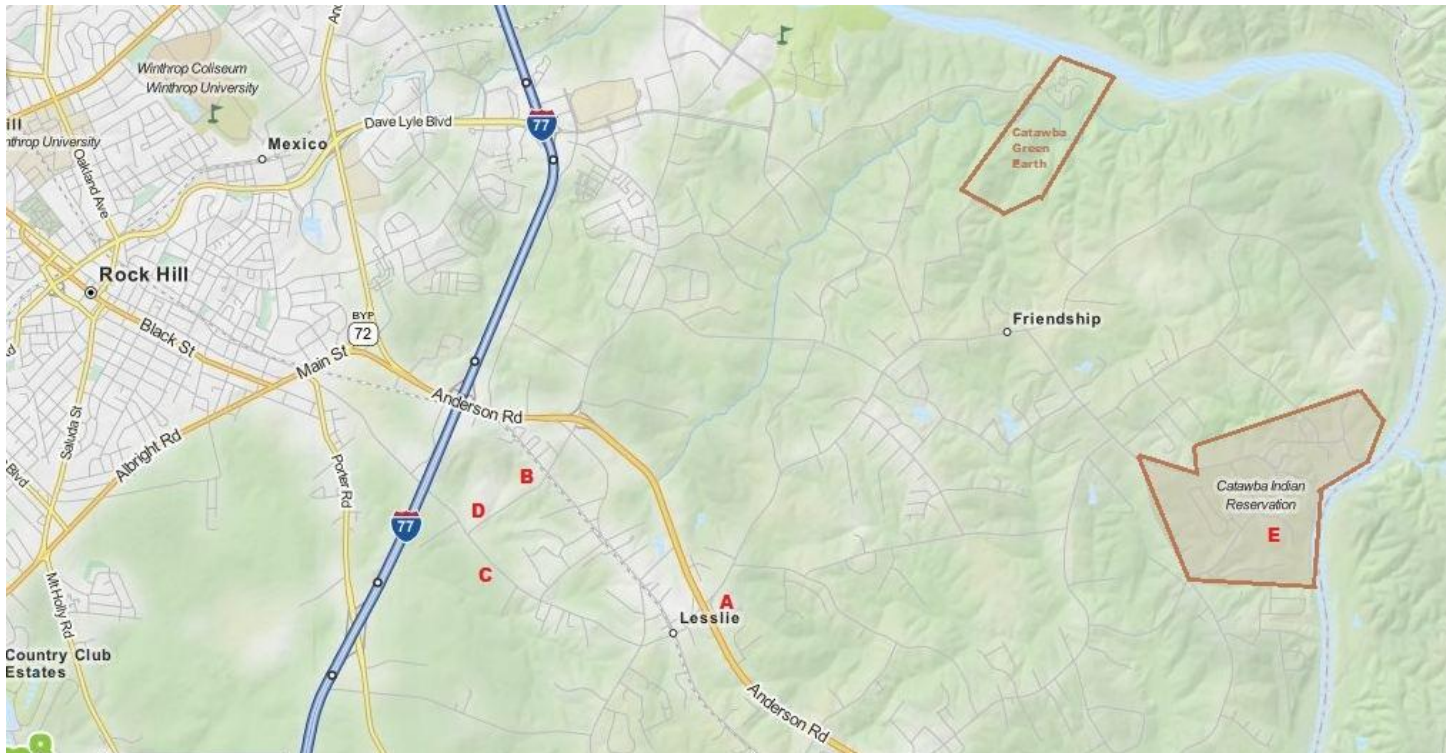 Winthrop Coliseum
Winthrop University
ill
nthrop University
Oakland Ave
Mexico
Dave Lyle Blvd
77
Catawba
Green
Earth
Rock Hill
Black St
BYP
72
Main St
Friendship
Anderson Rd
Saluda St
Albright Rd
Porter Rd
Blvd
B
D
77
C
Catawba Indian
Reservation
E
A
Lesslie
Mt Holly Rd
Country Club
Estates
Anderson Rd